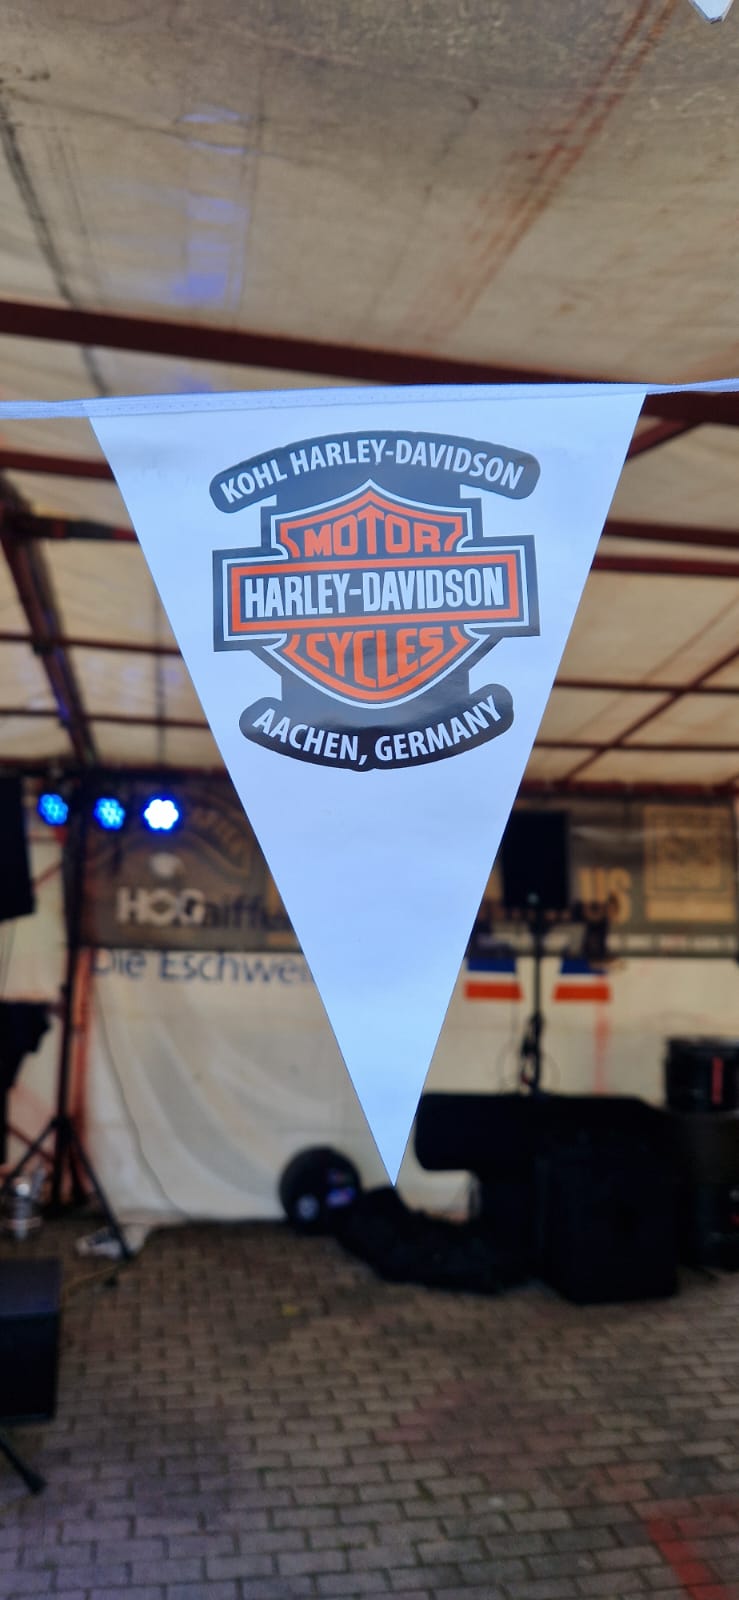 KOHL HARLEY-DAVIDSON
MOTOR
HARLEY-DAVIDSON
CYCLES
AACHEN, GERMANY
HOG
Die Eschwei